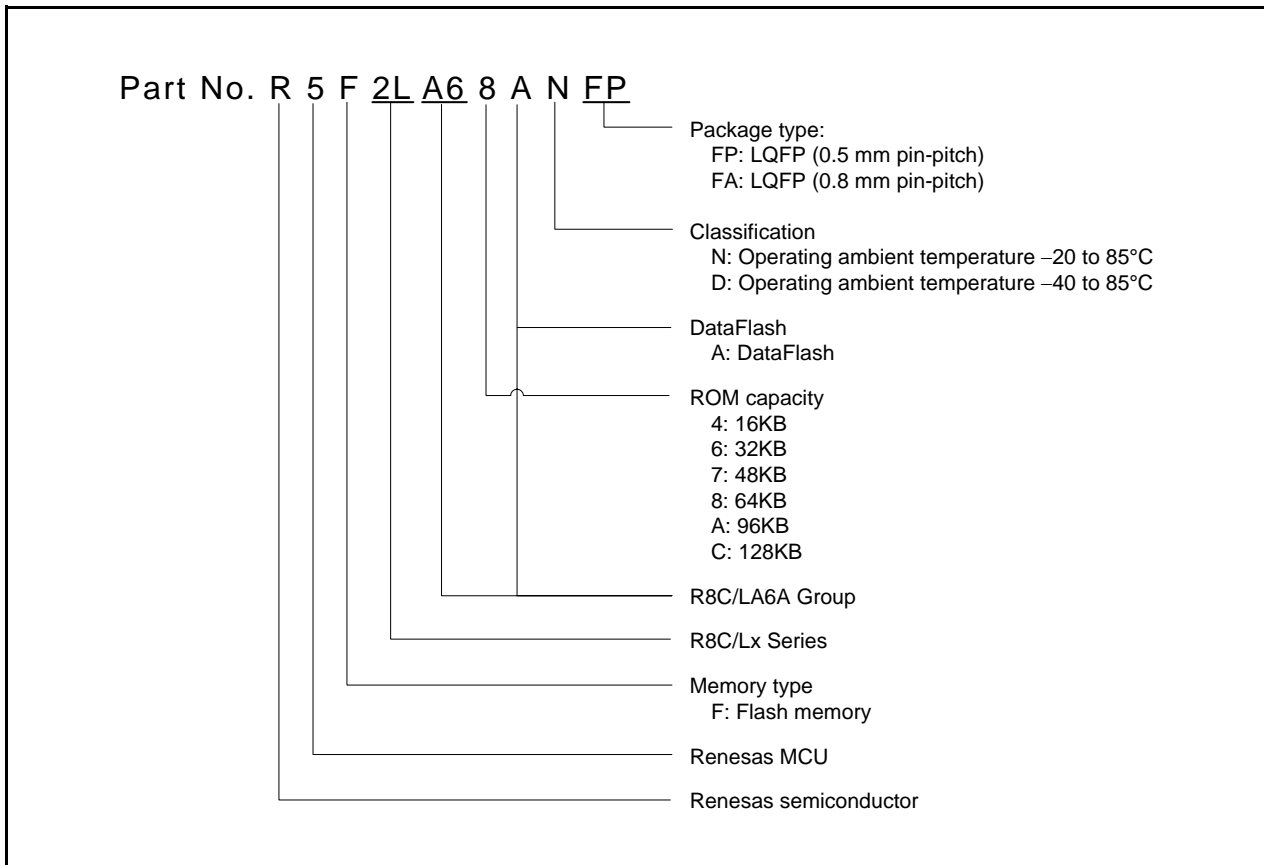 Part No. R 5 F 2L A6 8 A N FP
Package type:
FP: LQFP (0.5 mm pin-pitch)
FA: LQFP (0.8 mm pin-pitch)
Classification
N: Operating ambient temperature −20 to 85°C
D: Operating ambient temperature −40 to 85°C
DataFlash
A: DataFlash
ROM capacity
4: 16KB
6: 32KB
7: 48KB
8: 64KB
A: 96KB
C: 128KB
R8C/LA6A Group
R8C/Lx Series
Memory type
F: Flash memory
Renesas MCU
Renesas semiconductor